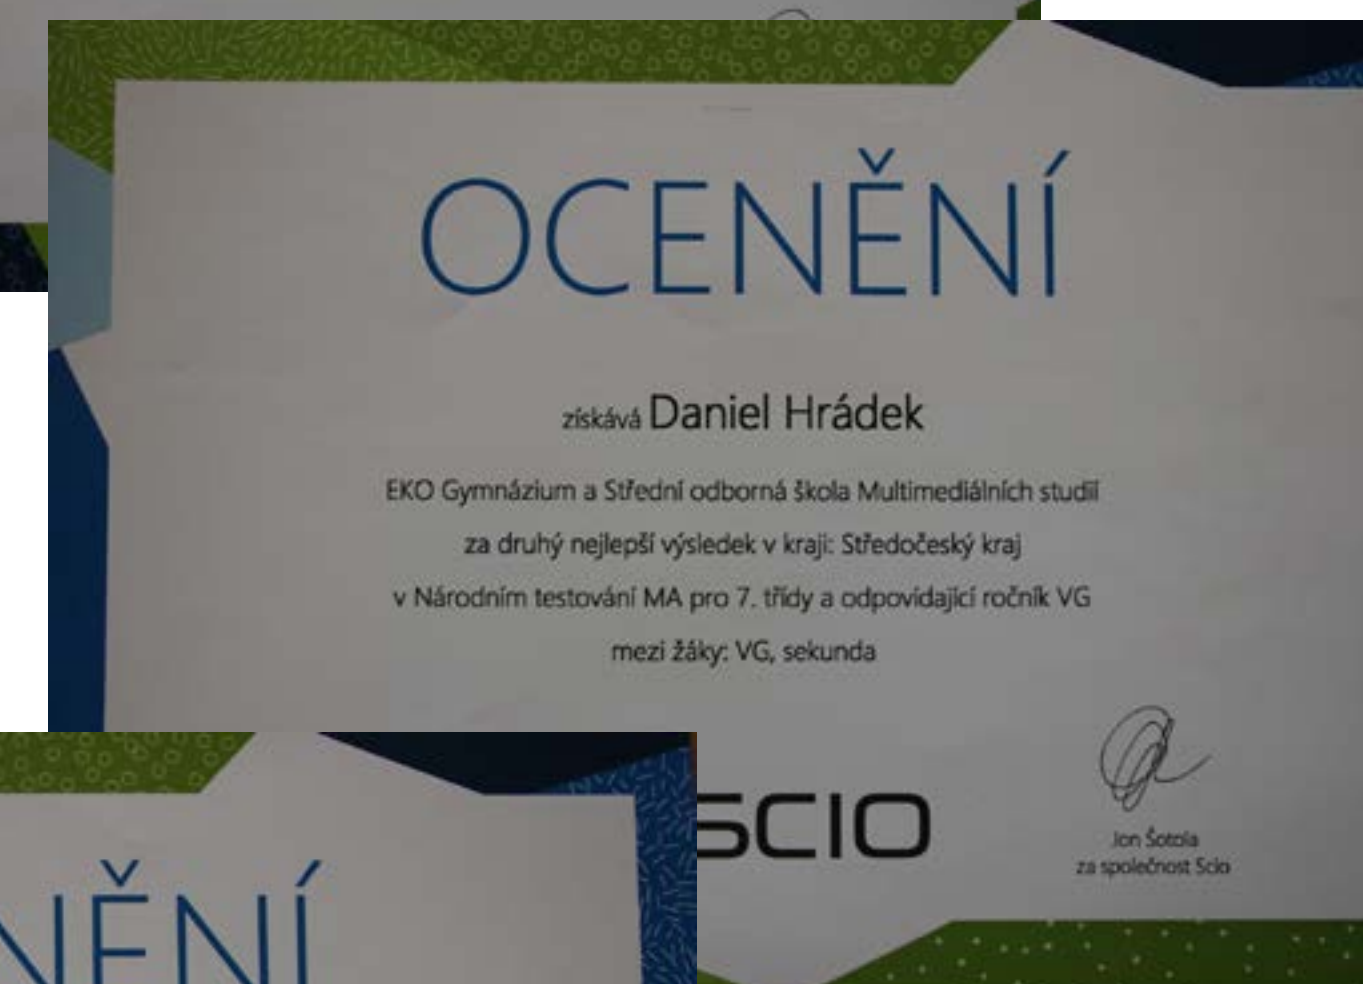 OCENĚNÍ
získává Daniel Hrádek
EKO Gymnázium a Střední odborná škola Multimediálních studií
za druhý nejlepší výsledek v kraji: Středočeský kraj
v Národním testování MA pro 7. třídy a odpovídající ročník VG
mezi žáky: VG, sekunda
SCIO
Jan Šotola
za společnost Scio
NĚNÍ